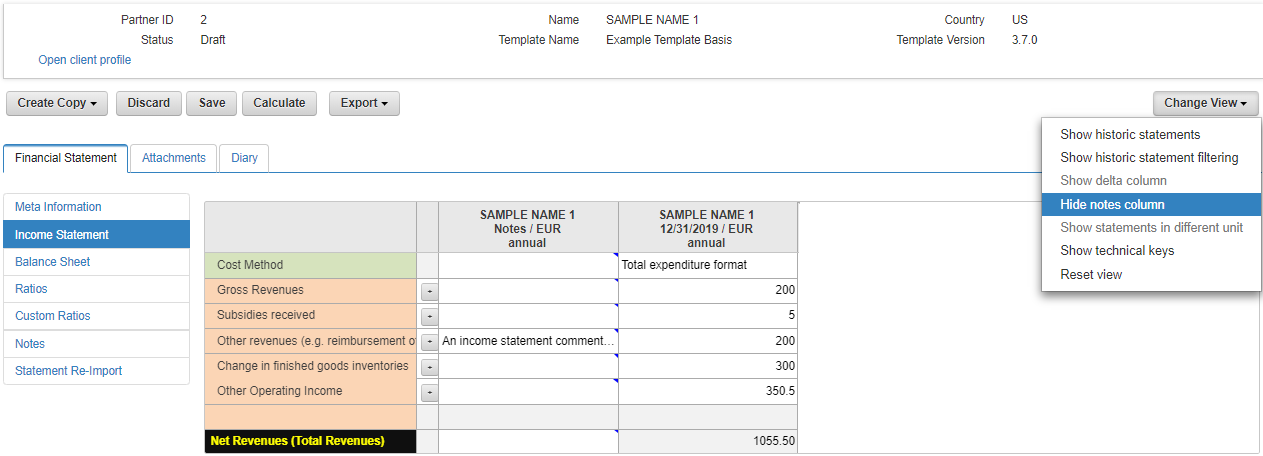 Partner ID 2 Name SAMPLE NAME 1 Country US
Status Draft Template Name Example Template Basis Template Version 3.7.0
Open client profile
Create Copy Discard Save Calculate Export Change View
Show historic statements
Show historic statement filtering
Show delta column
Hide notes column
Show statements in different unit
Show technical keys
Reset view
Financial Statement Attachments Diary
Meta Information
Income Statement
Balance Sheet
Ratios
Custom Ratios
Notes
Statement Re-Import
SAMPLE NAME 1 SAMPLE NAME 1
Notes / EUR 12/31/2019 / EUR
annual annual
Cost Method Total expenditure format
Gross Revenues 200
Subsidies received 5
Other revenues (e.g. reimbursement o An income statement comment... 200
Change in finished goods inventories 300
Other Operating Income 350.5
Net Revenues (Total Revenues) 1055.50